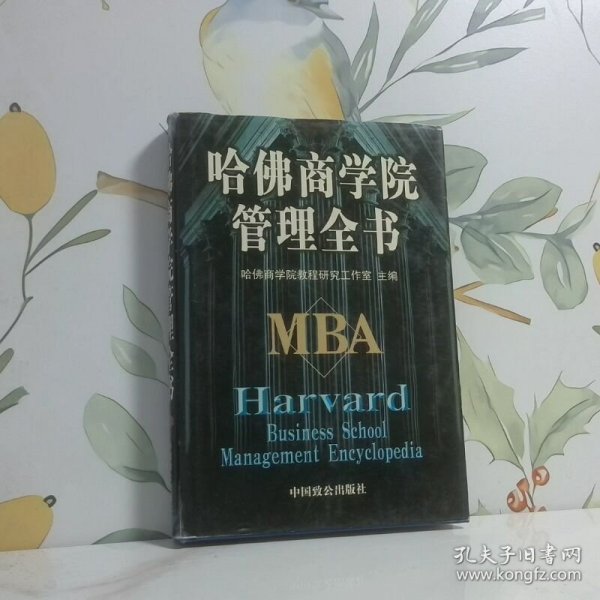 哈佛商学院
管理全书
哈佛商学院教程研究工作室 主编
MBA
Harvard
Business School
Management Encyclopedia
中国致公出版社
孔夫子旧书网
www.kongfz.com